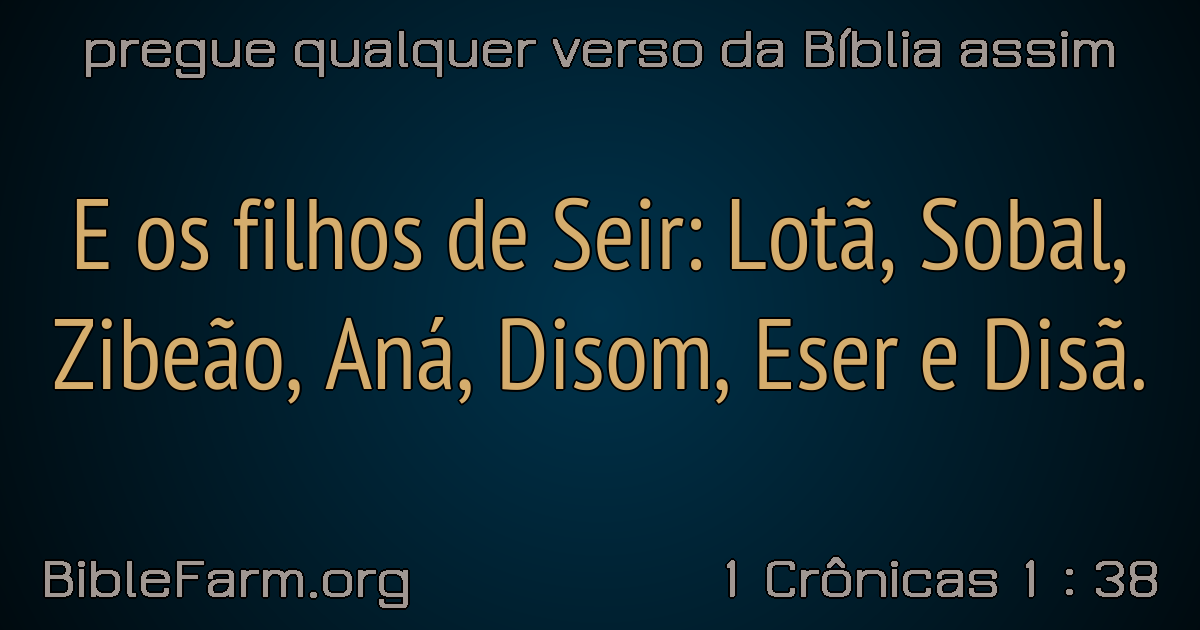 pregue qualquer verso da Bíblia assim
E os filhos de Seir: Lotã, Sobal,
Zibeão, Aná, Disom, Eser e Disã.
BibleFarm.org
1 Crônicas 1 : 38